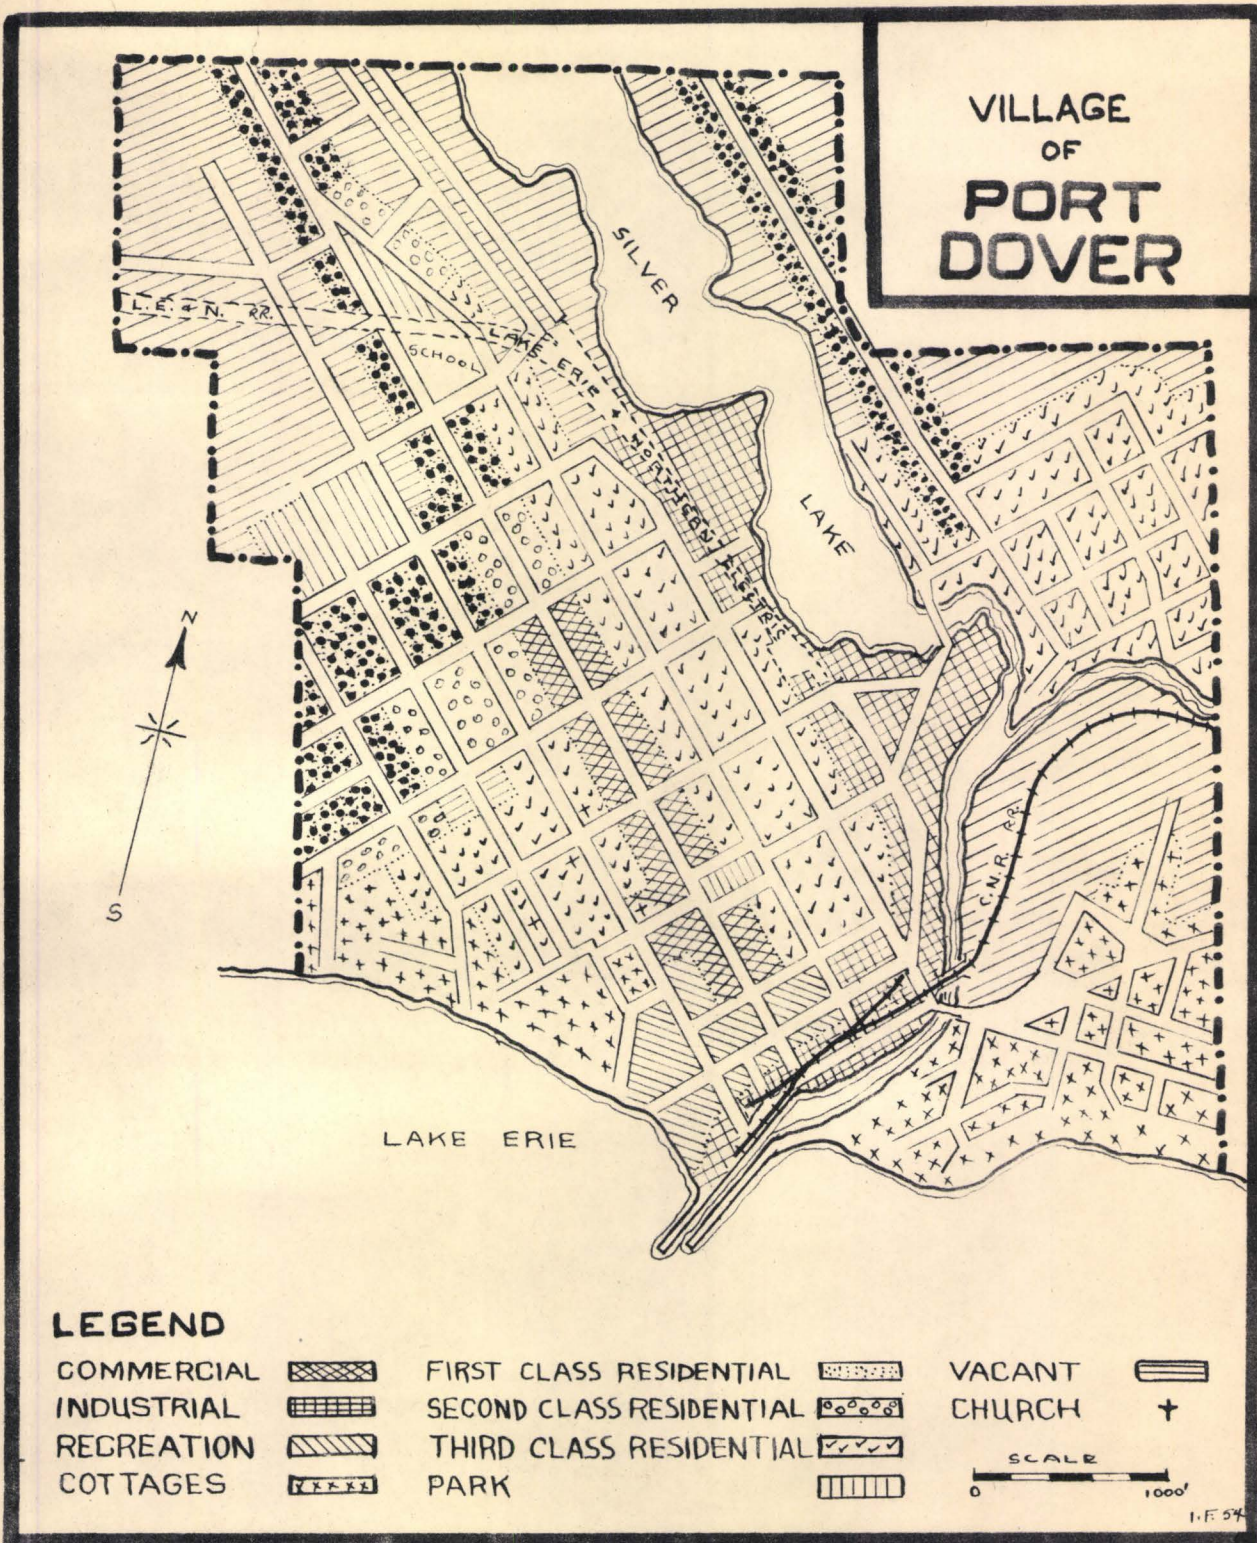 VILLAGE
OF
PORT
DOVER
SILVER
LAKE
L.E. & N. RR.
LAKE ERIE & NORTHERN ELECTRIC
SCHOOL
N
S
C.N.R. RR.
LAKE ERIE
LEGEND
COMMERCIAL
INDUSTRIAL
RECREATION
COTTAGES
FIRST CLASS RESIDENTIAL
SECOND CLASS RESIDENTIAL
THIRD CLASS RESIDENTIAL
PARK
VACANT
CHURCH
SCALE
0 1000'
I.F. 54